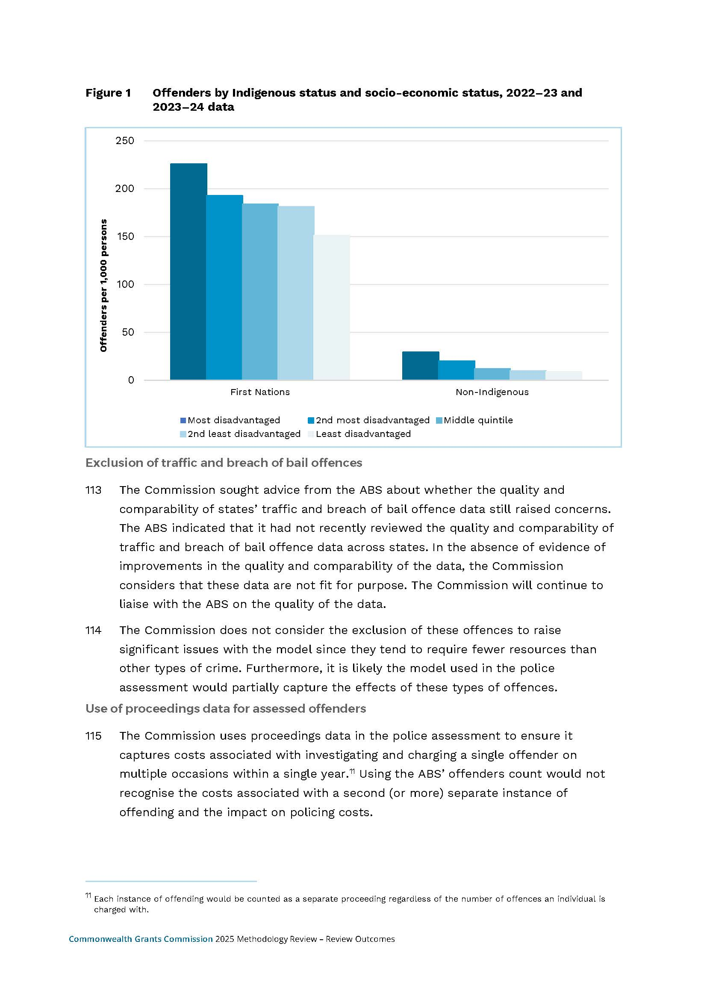 Figure 1 Offenders by Indigenous status and socio-economic status, 2022–23 and
2023–24 data
250
200
150
100
50
0
Offenders per 1,000 persons
First Nations
Non-Indigenous
Most disadvantaged
2nd most disadvantaged
Middle quintile
2nd least disadvantaged
Least disadvantaged
Exclusion of traffic and breach of bail offences
113 The Commission sought advice from the ABS about whether the quality and
comparability of states’ traffic and breach of bail offence data still raised concerns.
The ABS indicated that it had not recently reviewed the quality and comparability of
traffic and breach of bail offence data across states. In the absence of evidence of
improvements in the quality and comparability of the data, the Commission
considers that these data are not fit for purpose. The Commission will continue to
liaise with the ABS on the quality of the data.
114 The Commission does not consider the exclusion of these offences to raise
significant issues with the model since they tend to require fewer resources than
other types of crime. Furthermore, it is likely the model used in the police
assessment would partially capture the effects of these types of offences.
Use of proceedings data for assessed offenders
115 The Commission uses proceedings data in the police assessment to ensure it
captures costs associated with investigating and charging a single offender on
multiple occasions within a single year.11 Using the ABS’ offenders count would not
recognise the costs associated with a second (or more) separate instance of
offending and the impact on policing costs.
11 Each instance of offending would be counted as a separate proceeding regardless of the number of offences an individual is
charged with.
Commonwealth Grants Commission 2025 Methodology Review – Review Outcomes